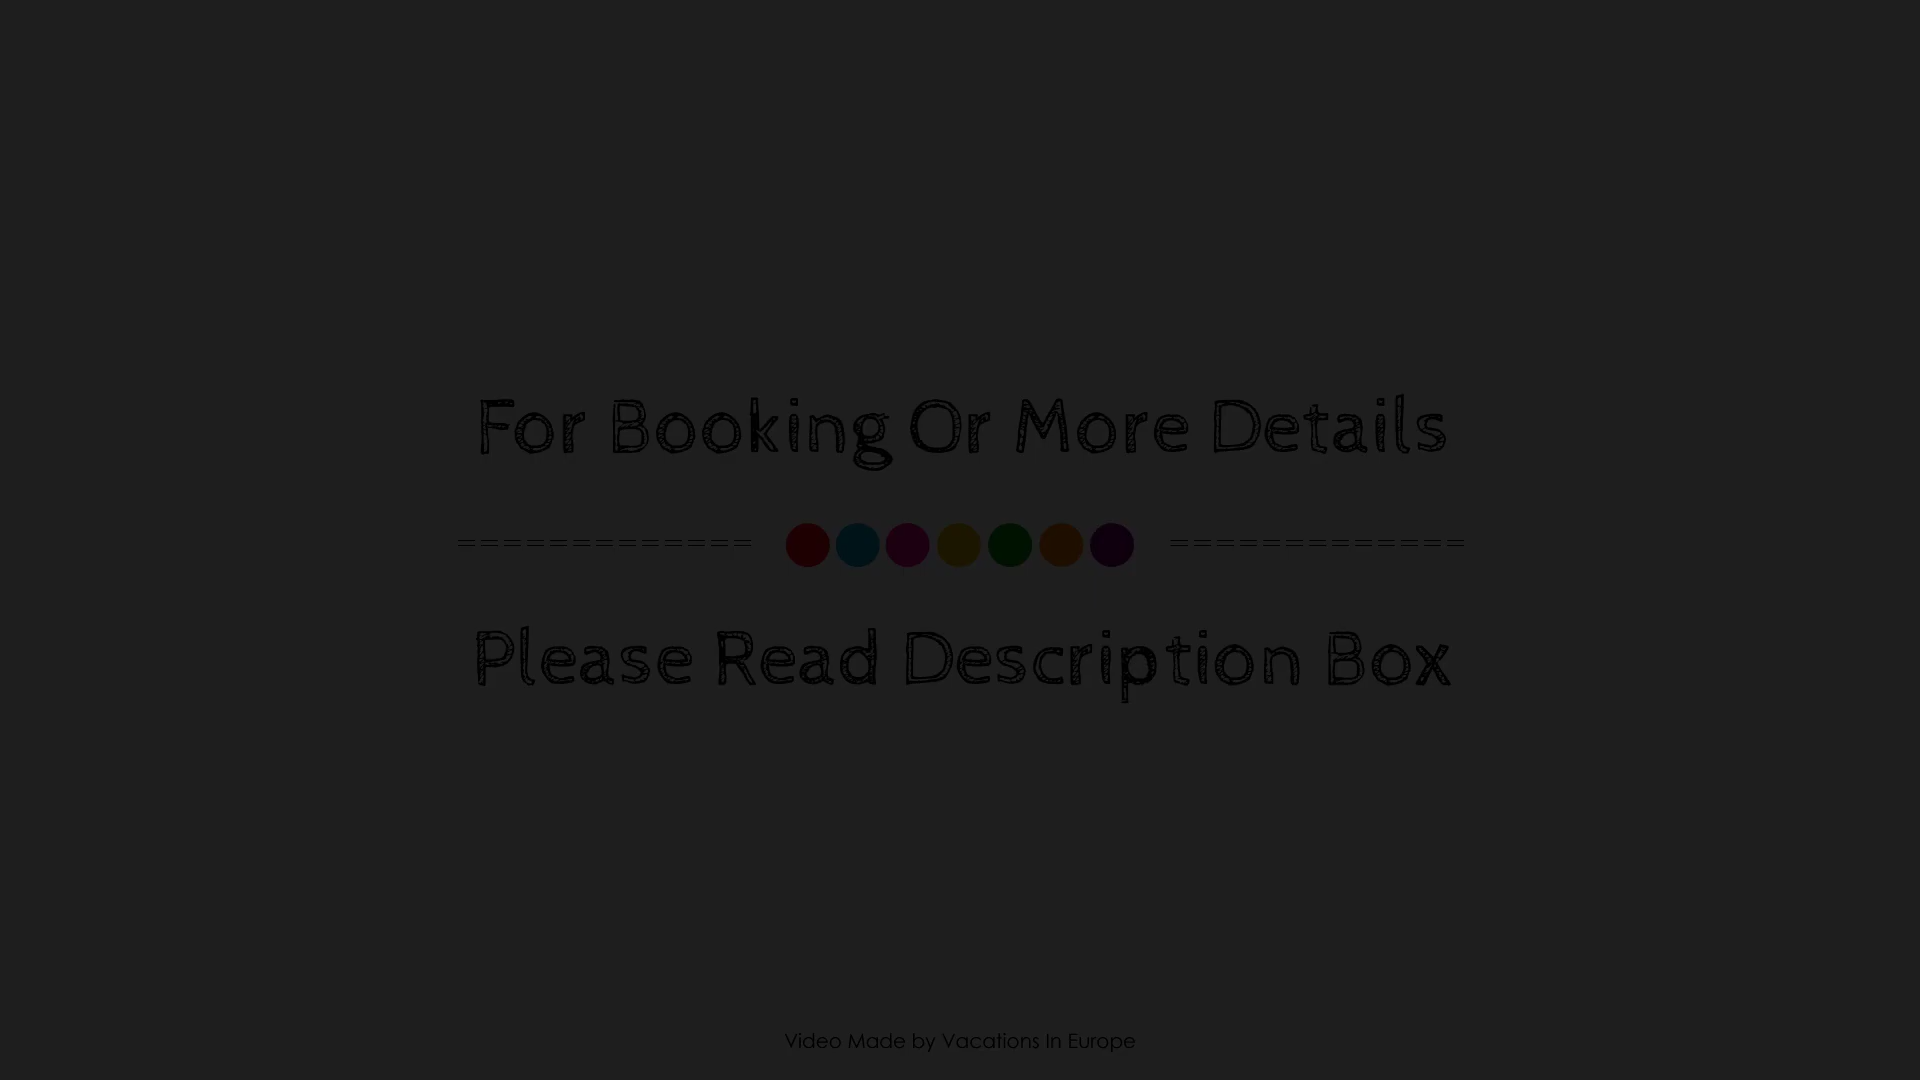 For Booking Or More Details
============= =============
Please Read Description Box
Video Made by Vacations In Europe